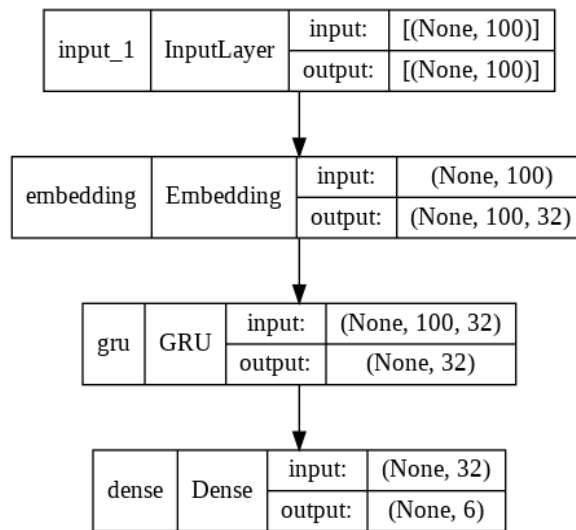 input_1 InputLayer input: [(None, 100)]
output: [(None, 100)]
embedding Embedding input: (None, 100)
output: (None, 100, 32)
gru GRU input: (None, 100, 32)
output: (None, 32)
dense Dense input: (None, 32)
output: (None, 6)